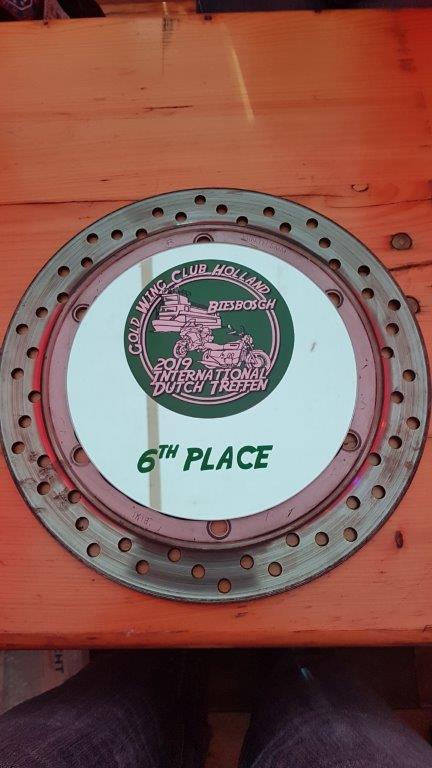 GOLD WING CLUB HOLLAND
BIESBOSCH
2019
INTERNATIONAL
DUTCH TREFFEN
6TH PLACE